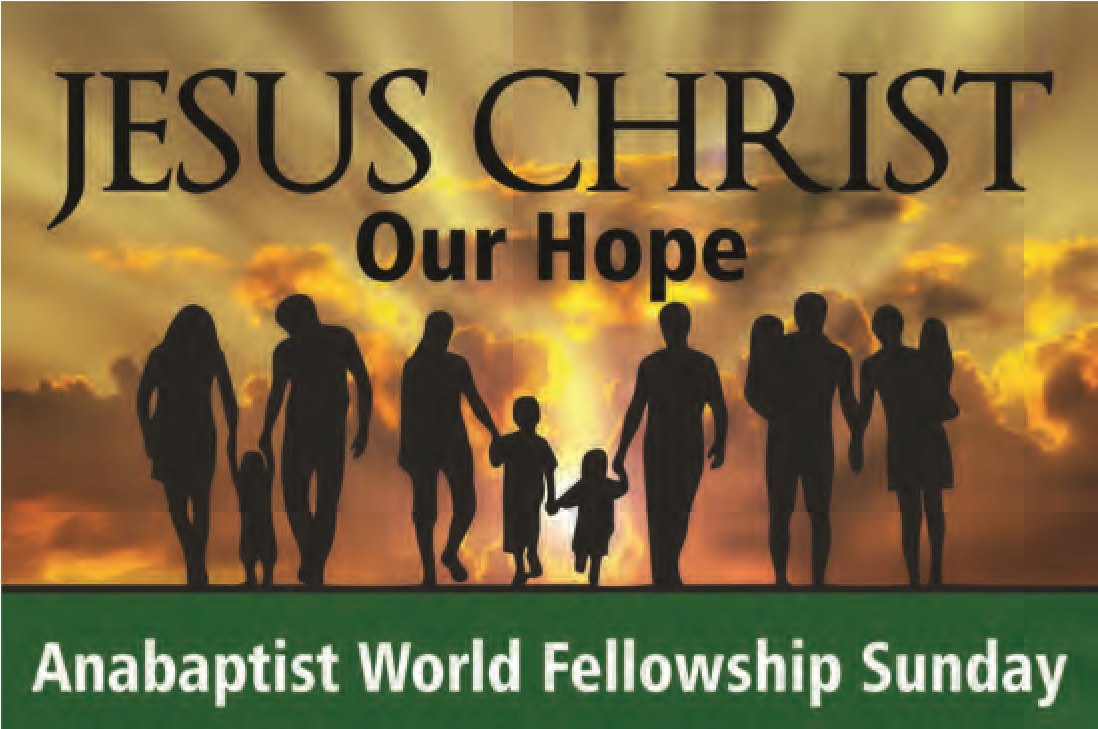 JESUS CHRIST
Our Hope
Anabaptist World Fellowship Sunday